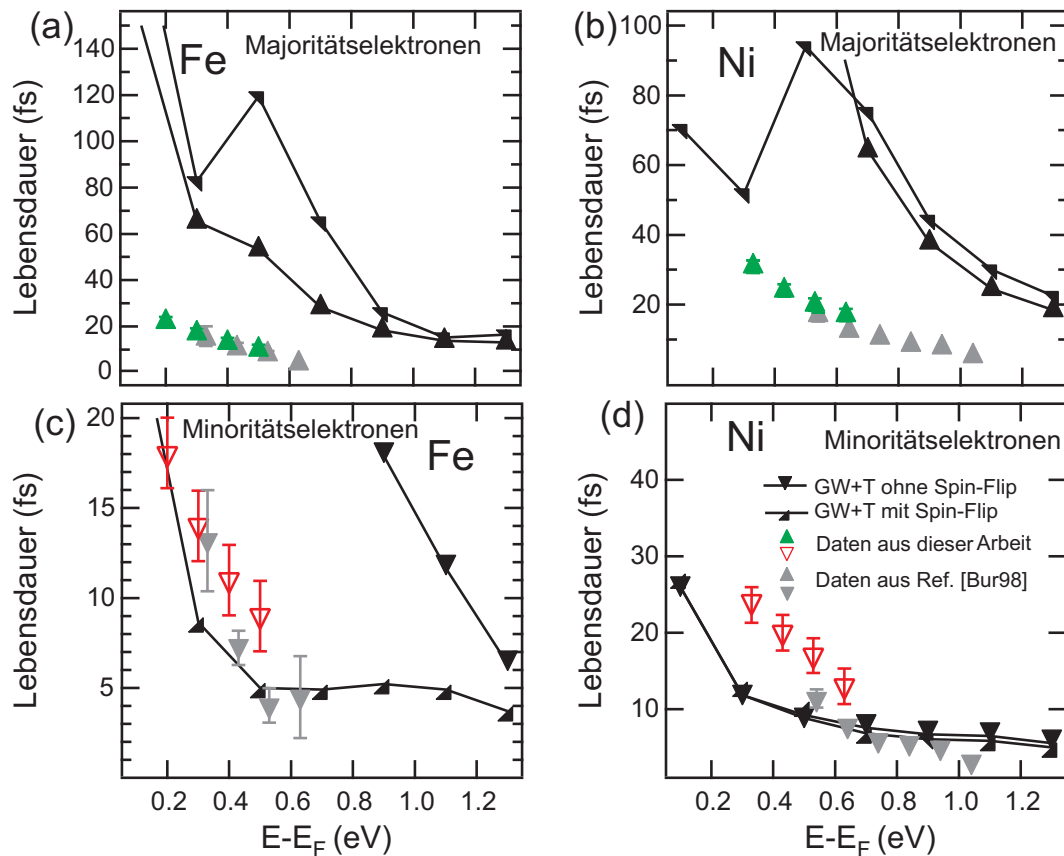 (a)
Fe
Majoritätselektronen
Lebensdauer (fs)
140
120
100
80
60
40
20
0
(b)
Ni
Majoritätselektronen
Lebensdauer (fs)
100
80
60
40
20
(c)
Minoritätselektronen
Fe
Lebensdauer (fs)
20
15
10
5
0.2 0.4 0.6 0.8 1.0 1.2
E-EF (eV)
(d)
Ni
Minoritätselektronen
GW+T ohne Spin-Flip
GW+T mit Spin-Flip
Daten aus dieser Arbeit
Daten aus Ref. [Bur98]
Lebensdauer (fs)
40
30
20
10
0.2 0.4 0.6 0.8 1.0 1.2
E-EF (eV)